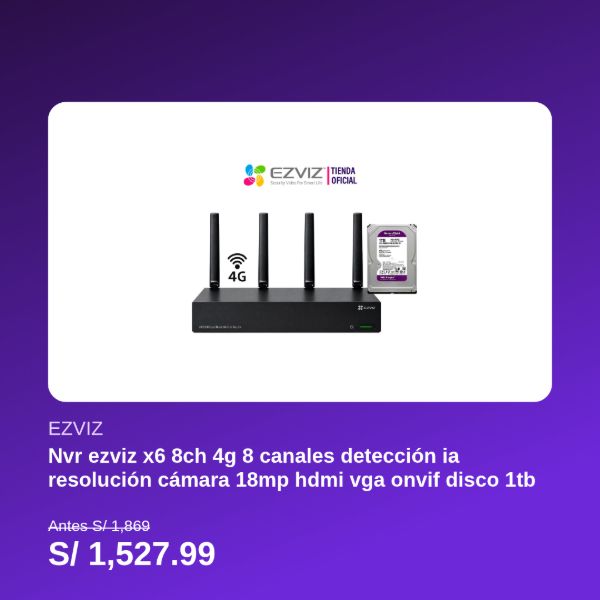 EZVIZ
TIENDA
OFICIAL
Security Video For Smart Life
4G
EZVIZ
EZVIZ
Nvr ezviz x6 8ch 4g 8 canales detección ia
resolución cámara 18mp hdmi vga onvif disco 1tb
Antes S/ 1,869
S/ 1,527.99